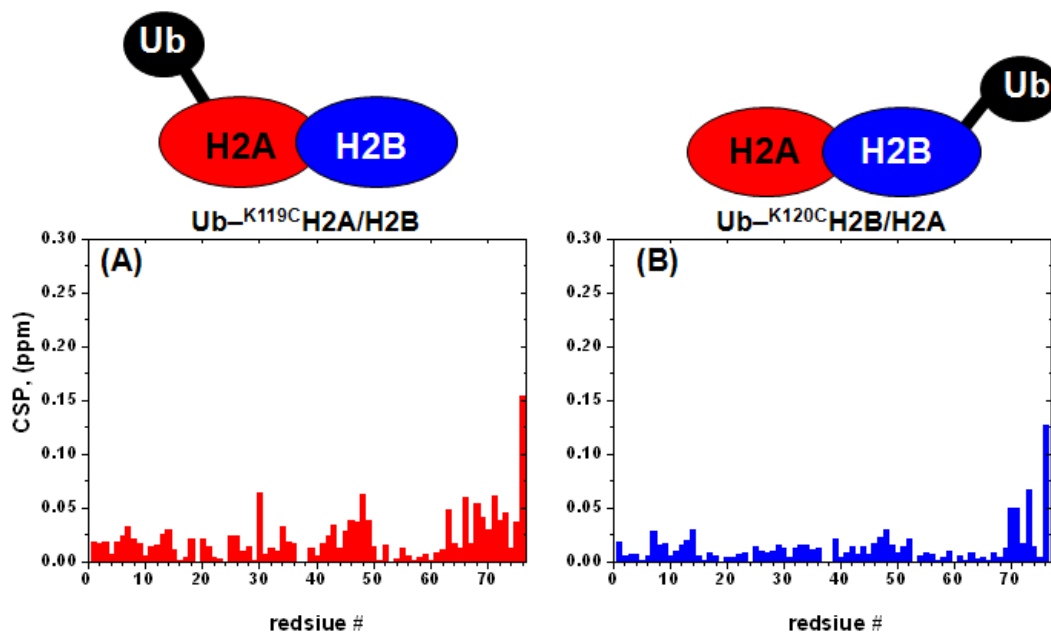 Ub
H2A H2B
Ub–K119CH2A/H2B
(A)
CSP, (ppm)
0.30
0.25
0.20
0.15
0.10
0.05
0.00
0 10 20 30 40 50 60 70
redsiue #
Ub
H2A H2B
Ub–K120CH2B/H2A
(B)
0.30
0.25
0.20
0.15
0.10
0.05
0.00
0 10 20 30 40 50 60 70
redsiue #